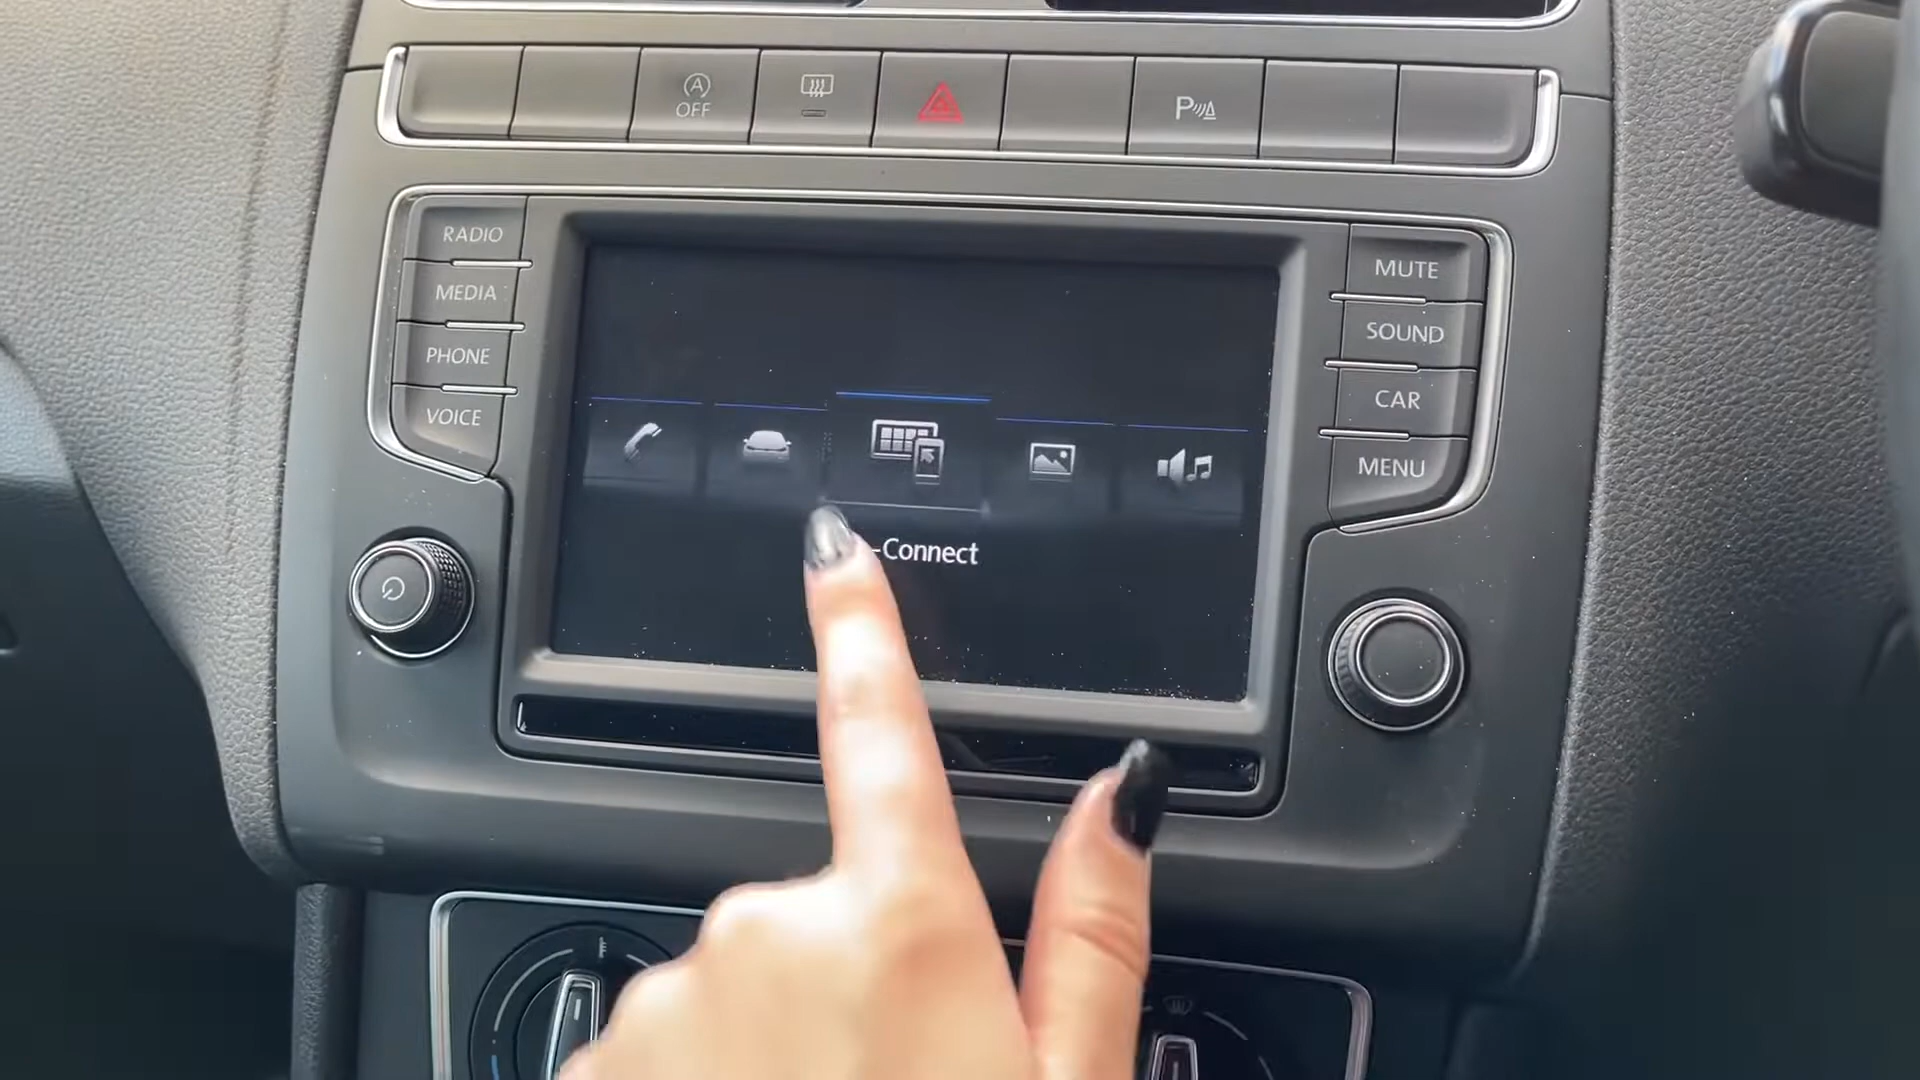 OFF
P
RADIO
MEDIA
PHONE
VOICE
-Connect
MUTE
SOUND
CAR
MENU